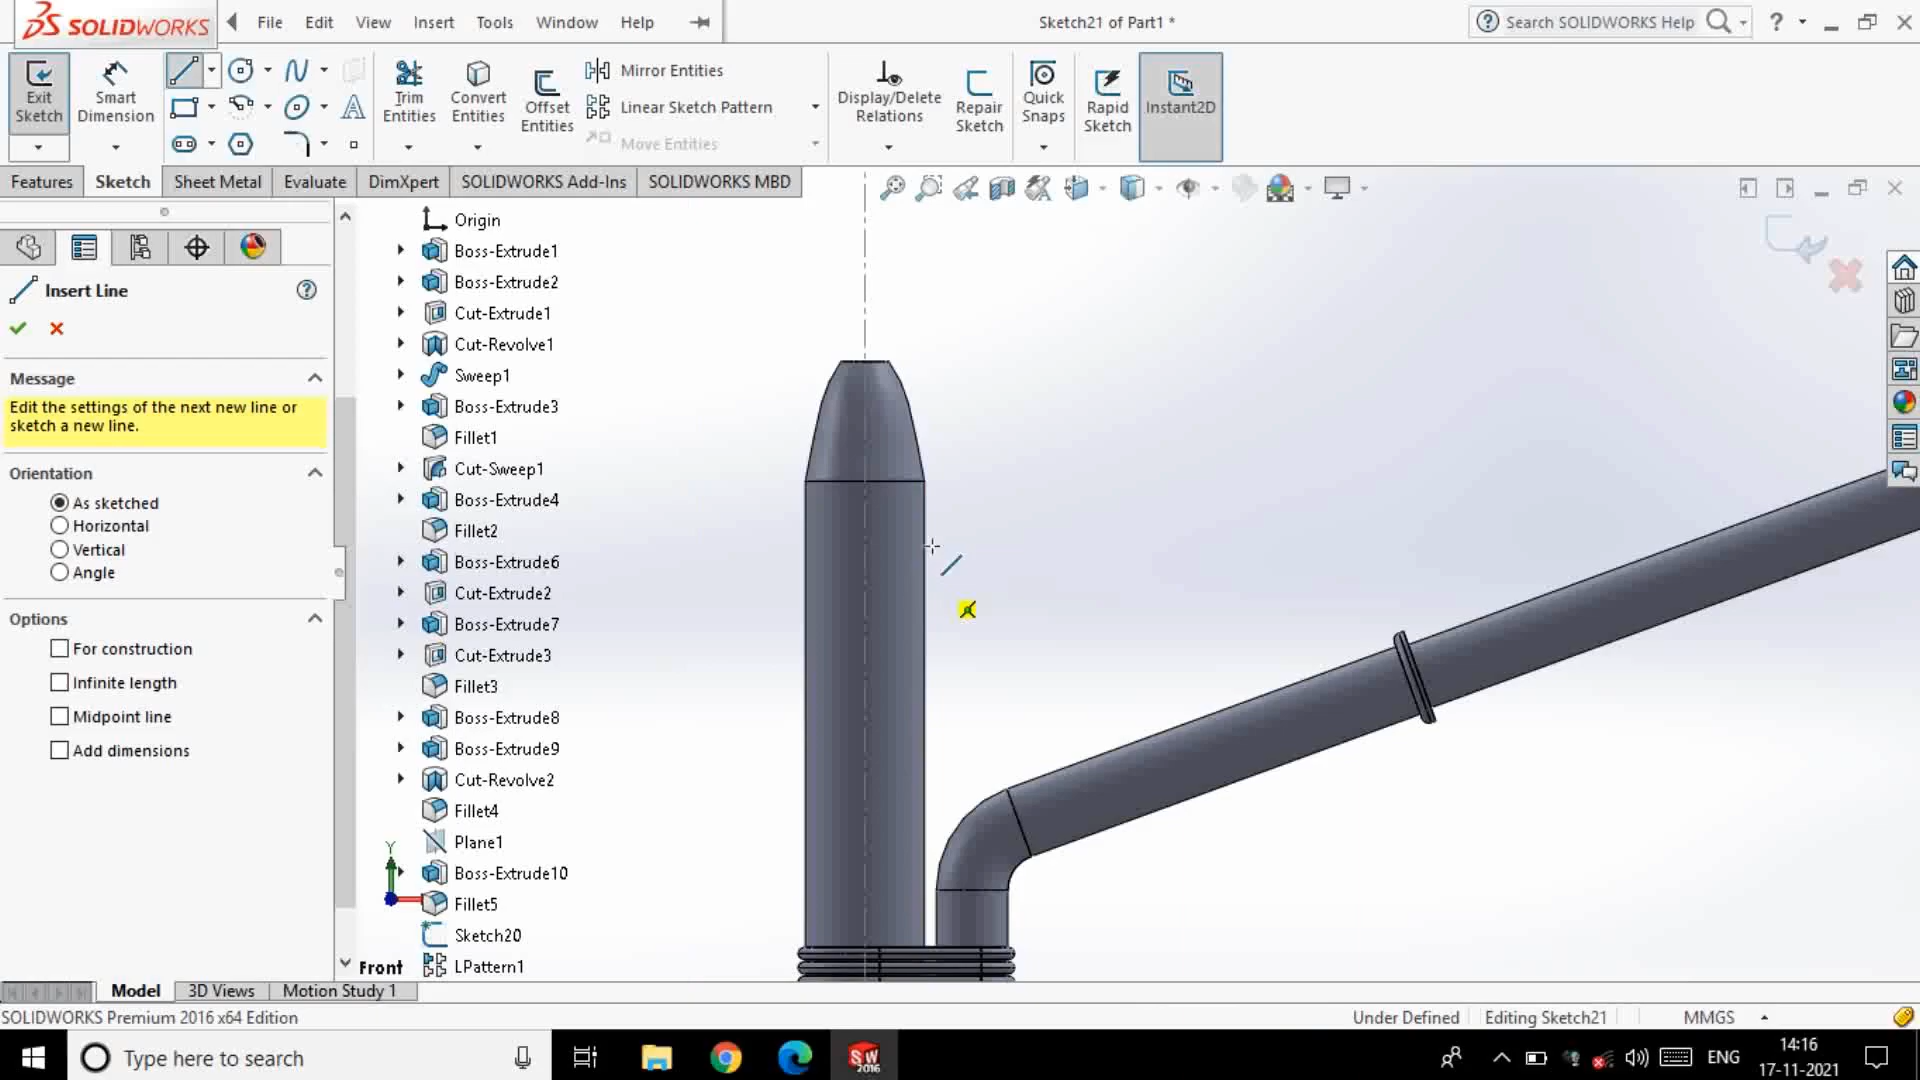 SOLIDWORKS
File
Edit
View
Insert
Tools
Window
Help
Sketch21 of Part1 *
Search SOLIDWORKS Help
Exit Sketch
Smart Dimension
Trim Entities
Convert Entities
Offset Entities
Mirror Entities
Linear Sketch Pattern
Move Entities
Display/Delete Relations
Repair Sketch
Quick Snaps
Rapid Sketch
Instant2D
Features
Sketch
Sheet Metal
Evaluate
DimXpert
SOLIDWORKS Add-Ins
SOLIDWORKS MBD
Insert Line
Message
Edit the settings of the next new line or
sketch a new line.
Orientation
As sketched
Horizontal
Vertical
Angle
Options
For construction
Infinite length
Midpoint line
Add dimensions
Origin
Boss-Extrude1
Boss-Extrude2
Cut-Extrude1
Cut-Revolve1
Sweep1
Boss-Extrude3
Fillet1
Cut-Sweep1
Boss-Extrude4
Fillet2
Boss-Extrude6
Cut-Extrude2
Boss-Extrude7
Cut-Extrude3
Fillet3
Boss-Extrude8
Boss-Extrude9
Cut-Revolve2
Fillet4
Plane1
Boss-Extrude10
Fillet5
Sketch20
LPattern1
Y
Front
Model
3D Views
Motion Study 1
SOLIDWORKS Premium 2016 x64 Edition
Under Defined
Editing Sketch21
MMGS
Type here to search
SW
2016
ENG
14:16
17-11-2021